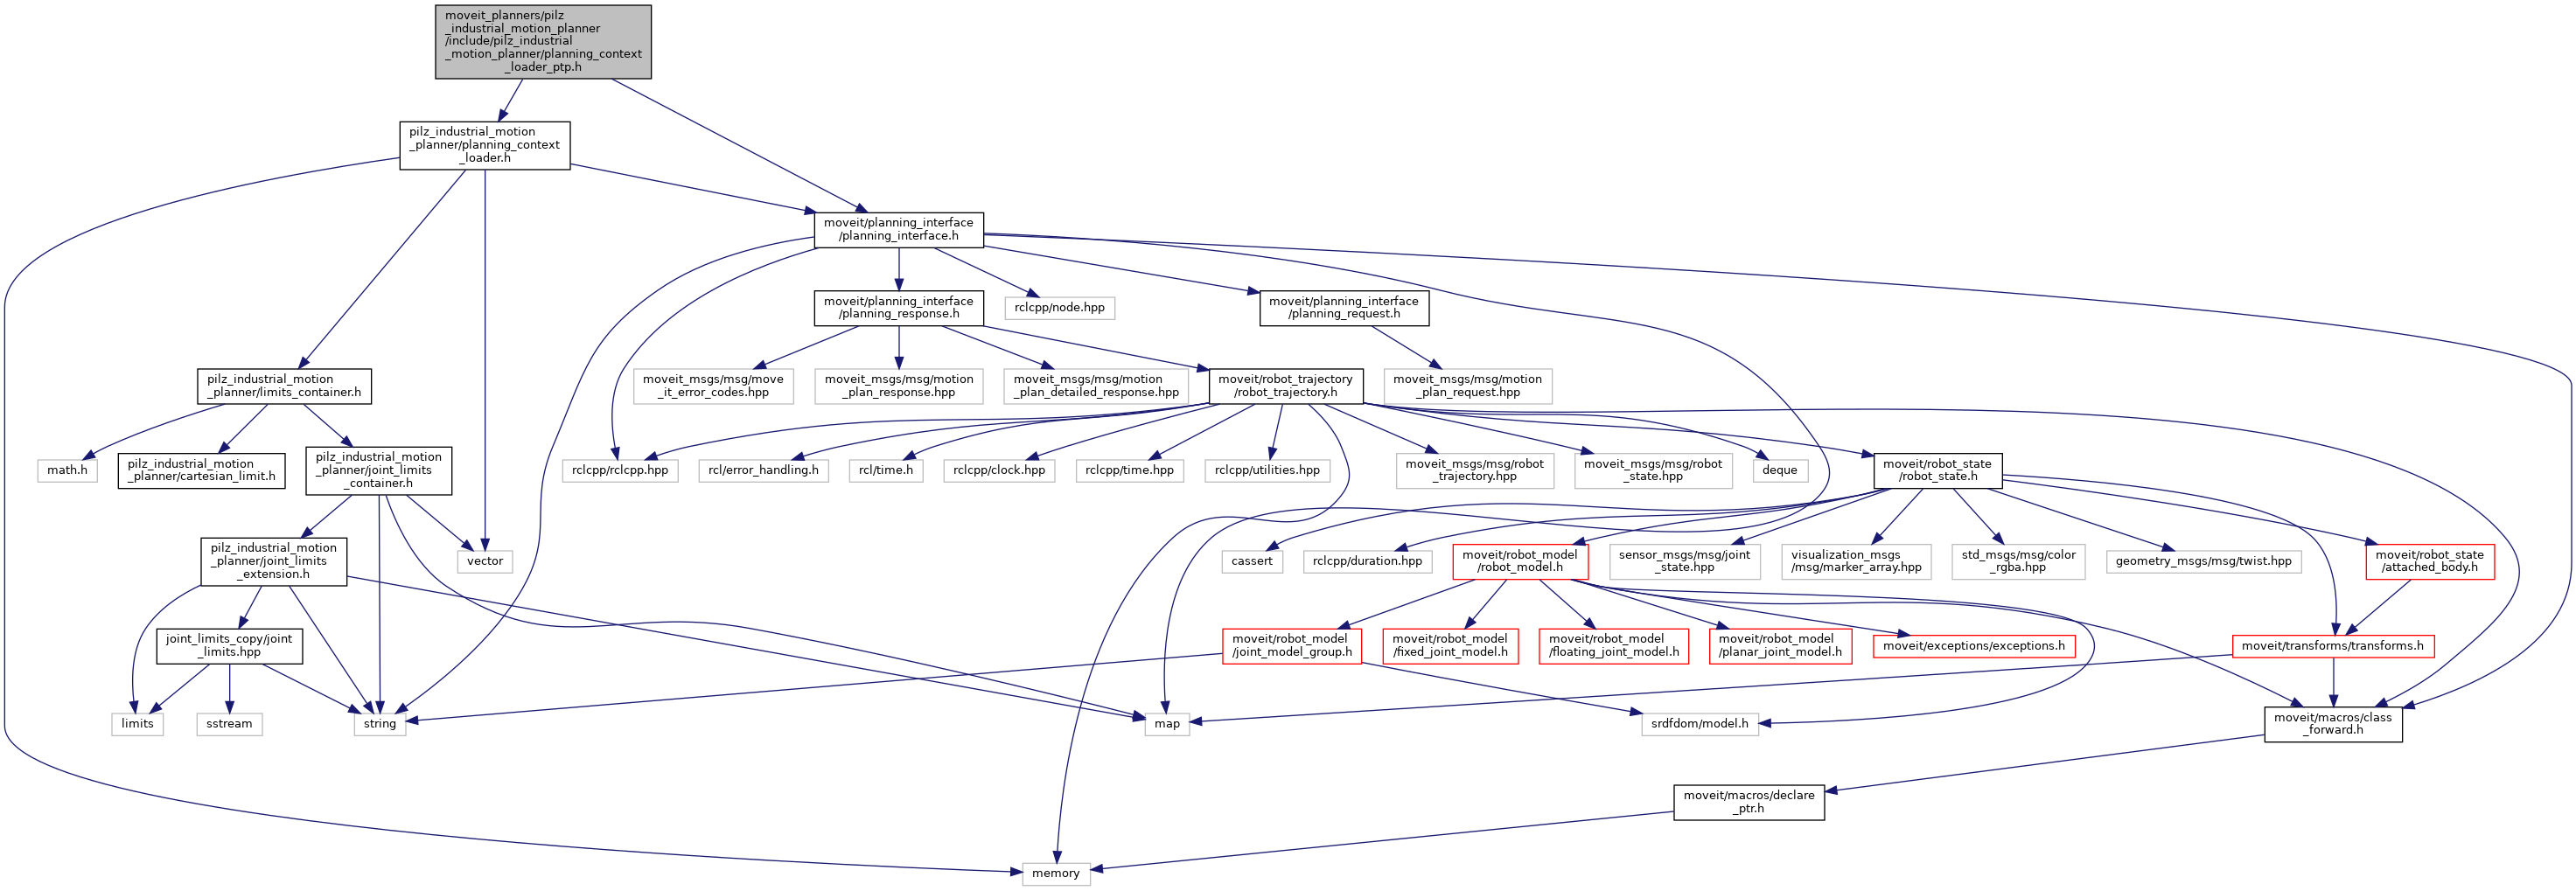 moveit_planners/pilz
_industrial_motion_planner
/include/pilz_industrial
_motion_planner/planning_context
_loader_ptp.h
pilz_industrial_motion
_planner/planning_context
_loader.h
moveit/planning_interface
/planning_interface.h
moveit/planning_interface
/planning_response.h
rclcpp/node.hpp
moveit/planning_interface
/planning_request.h
pilz_industrial_motion
_planner/limits_container.h
moveit_msgs/msg/move
_it_error_codes.hpp
moveit_msgs/msg/motion
_plan_response.hpp
moveit_msgs/msg/motion
_plan_detailed_response.hpp
moveit/robot_trajectory
/robot_trajectory.h
moveit_msgs/msg/motion
_plan_request.hpp
math.h
pilz_industrial_motion
_planner/cartesian_limit.h
pilz_industrial_motion
_planner/joint_limits
_container.h
rclcpp/rclcpp.hpp
rcl/error_handling.h
rcl/time.h
rclcpp/clock.hpp
rclcpp/time.hpp
rclcpp/utilities.hpp
moveit_msgs/msg/robot
_trajectory.hpp
moveit_msgs/msg/robot
_state.hpp
deque
moveit/robot_state
/robot_state.h
pilz_industrial_motion
_planner/joint_limits
_extension.h
vector
cassert
rclcpp/duration.hpp
moveit/robot_model
/robot_model.h
sensor_msgs/msg/joint
_state.hpp
visualization_msgs
/msg/marker_array.hpp
std_msgs/msg/color
_rgba.hpp
geometry_msgs/msg/twist.hpp
moveit/robot_state
/attached_body.h
joint_limits_copy/joint
_limits.hpp
moveit/robot_model
/joint_model_group.h
moveit/robot_model
/fixed_joint_model.h
moveit/robot_model
/floating_joint_model.h
moveit/robot_model
/planar_joint_model.h
moveit/exceptions/exceptions.h
moveit/transforms/transforms.h
limits
sstream
string
map
srdfdom/model.h
moveit/macros/class
_forward.h
moveit/macros/declare
_ptr.h
memory